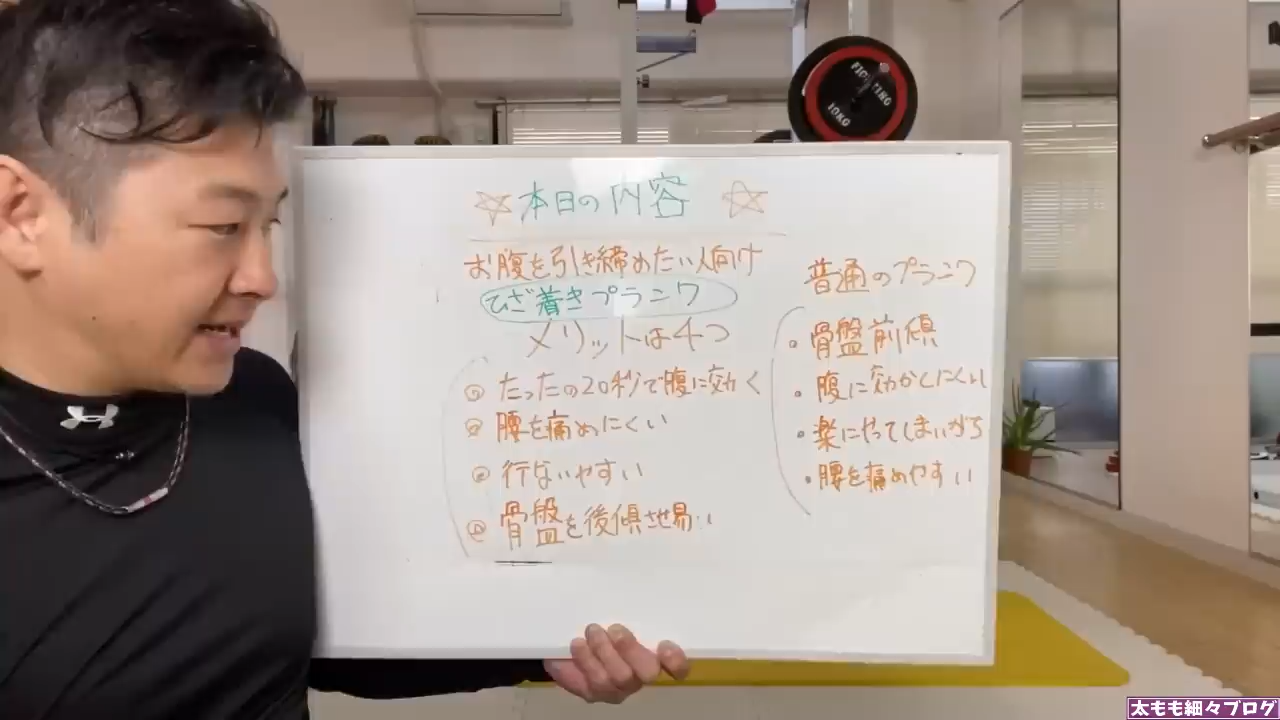 FIGHTING
10KG
☆本日の内容☆
お腹を引き締めたい人向け
ひざ着きプランク
メリットは4つ
① たったの20秒で腹に効く
② 腰を痛めにくい
③ 行ないやすい
④ 骨盤を後傾させ易い
普通のプランク
・骨盤前傾
・腹に効かしにくい
・楽にやってしまいがち
・腰を痛めやすい
太もも細々ブログ